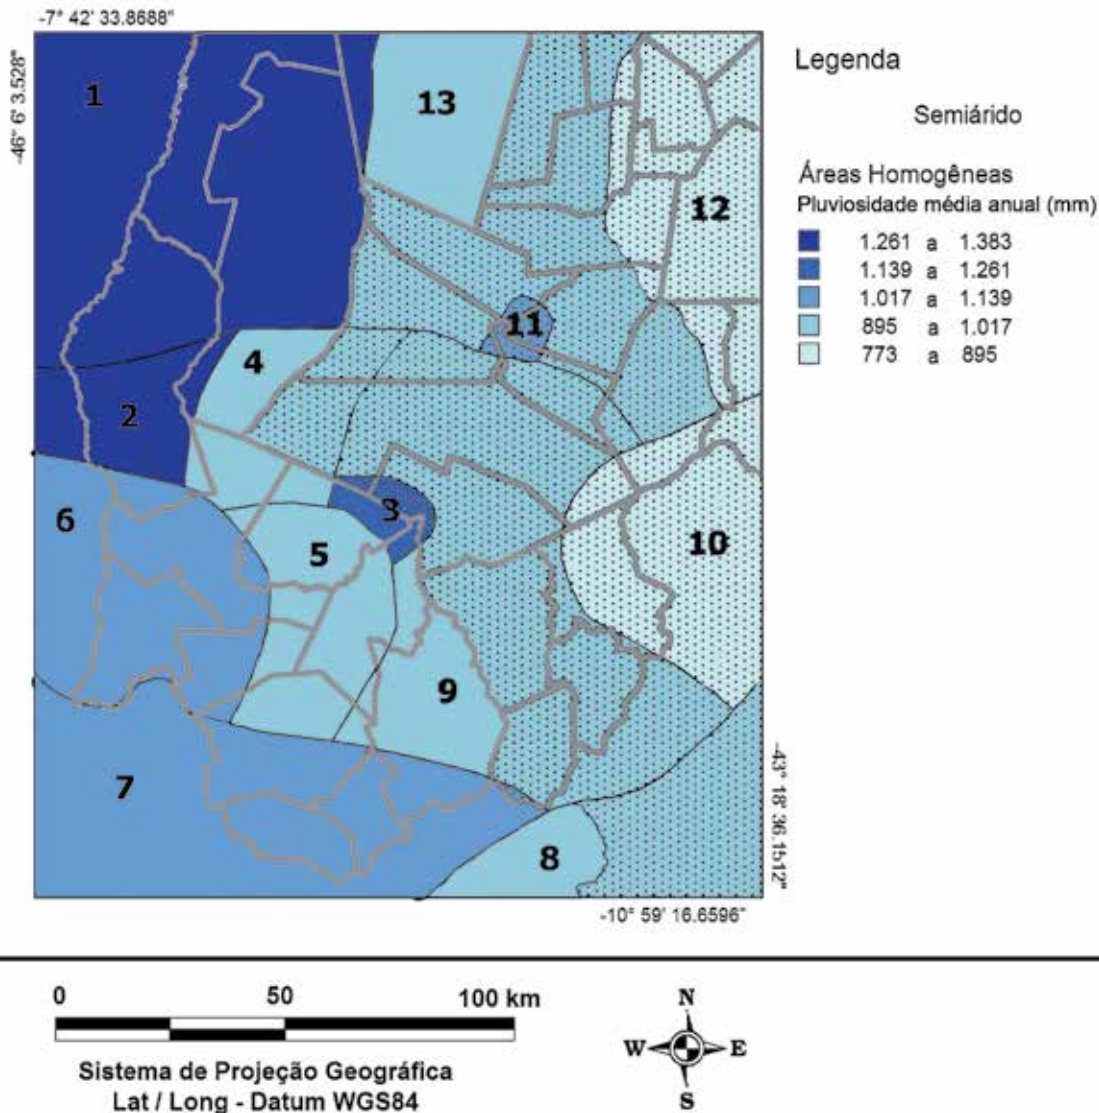 -7° 42' 33.8688"
-46° 6' 3.528"
1
13
12
11
4
2
3
6
5
10
9
7
8
-43° 18' 36.1512"
-10° 59' 16.6596"
Legenda
Semiárido
Áreas Homogêneas
Pluviosidade média anual (mm)
1.261 a 1.383
1.139 a 1.261
1.017 a 1.139
895 a 1.017
773 a 895
0 50 100 km
Sistema de Projeção Geográfica
Lat / Long - Datum WGS84
N
W E
S